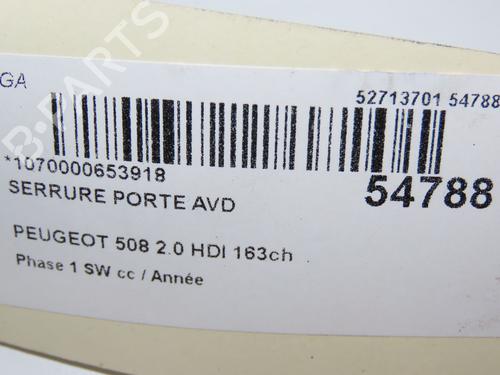 GA
52713701 54788
*1070000653918
54788
SERRURE PORTE AVD
PEUGEOT 508 2.0 HDI 163ch
Phase 1 SW cc / Année
B-PARTS